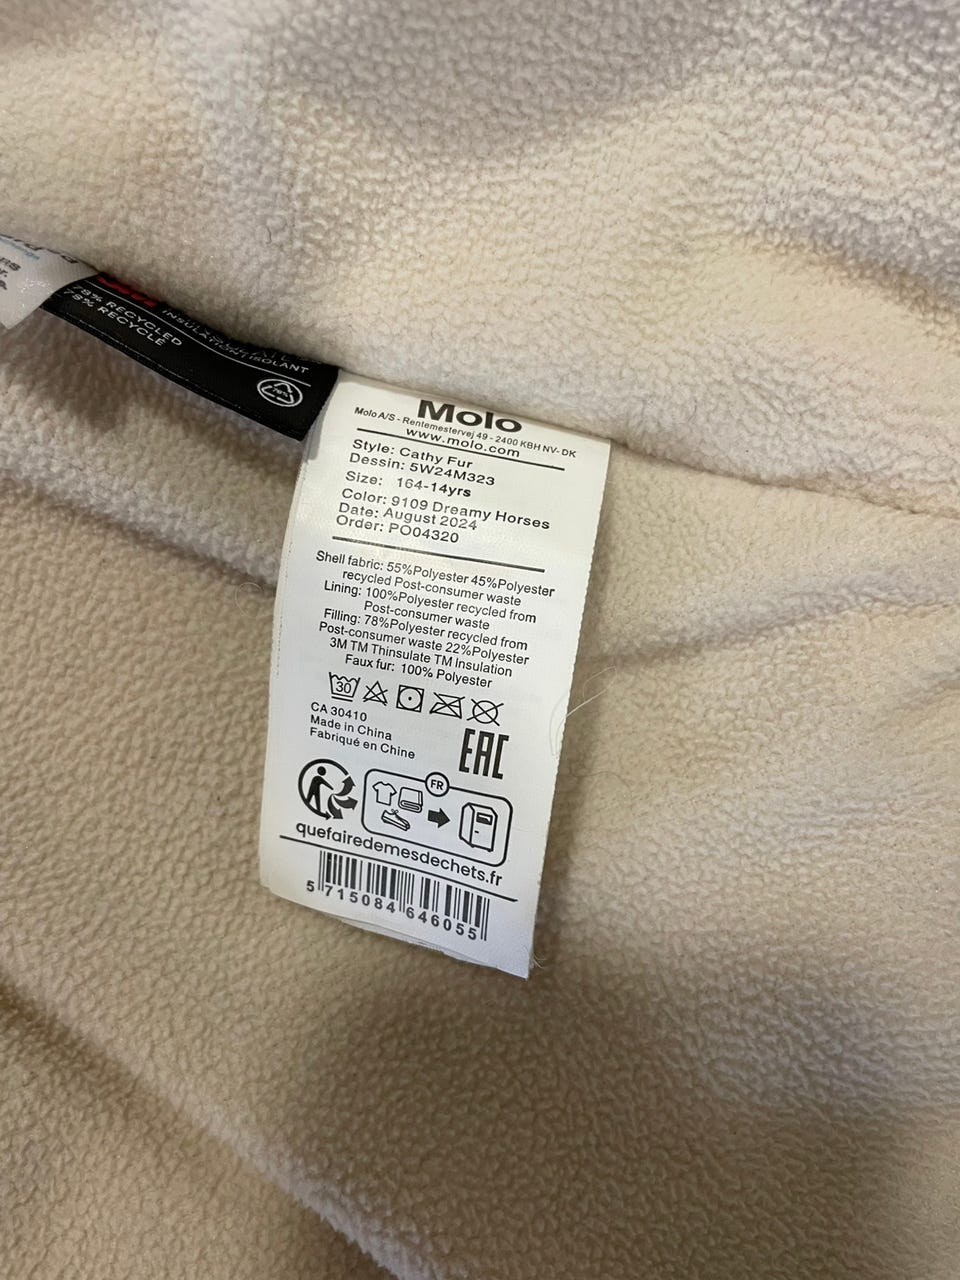 78% RECYCLED
78% RECYCLÉ
INSULATION | ISOLANT
Molo
Molo A/S - Rentemestervej 49 - 2400 KBH NV- DK
www.molo.com
Style: Cathy Fur
Dessin: 5W24M323
Size: 164-14yrs
Color: 9109 Dreamy Horses
Date: August 2024
Order: PO04320
Shell fabric: 55%Polyester 45%Polyester
recycled Post-consumer waste
Lining: 100%Polyester recycled from
Post-consumer waste
Filling: 78%Polyester recycled from
Post-consumer waste 22%Polyester
3M TM Thinsulate TM Insulation
Faux fur: 100% Polyester
30
CA 30410
Made in China
Fabriqué en Chine
EAC
FR
quefairedemesdechets.fr
5 715084 646055